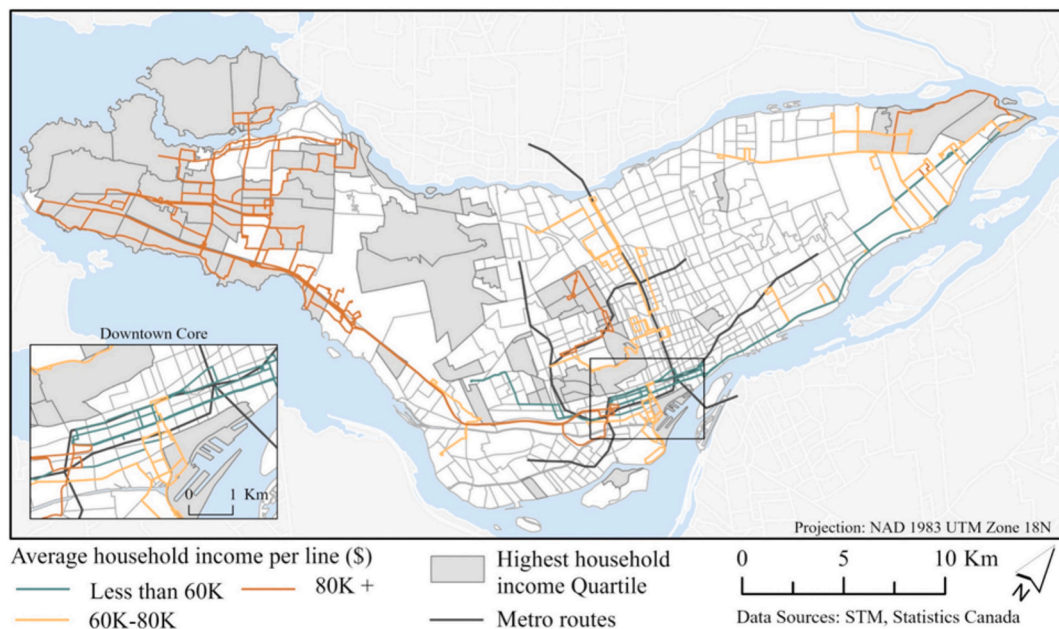 Downtown Core
0 1 Km
Projection: NAD 1983 UTM Zone 18N
Average household income per line ($)
Less than 60K
80K +
60K-80K
Highest household
income Quartile
Metro routes
0 5 10 Km
N
Data Sources: STM, Statistics Canada